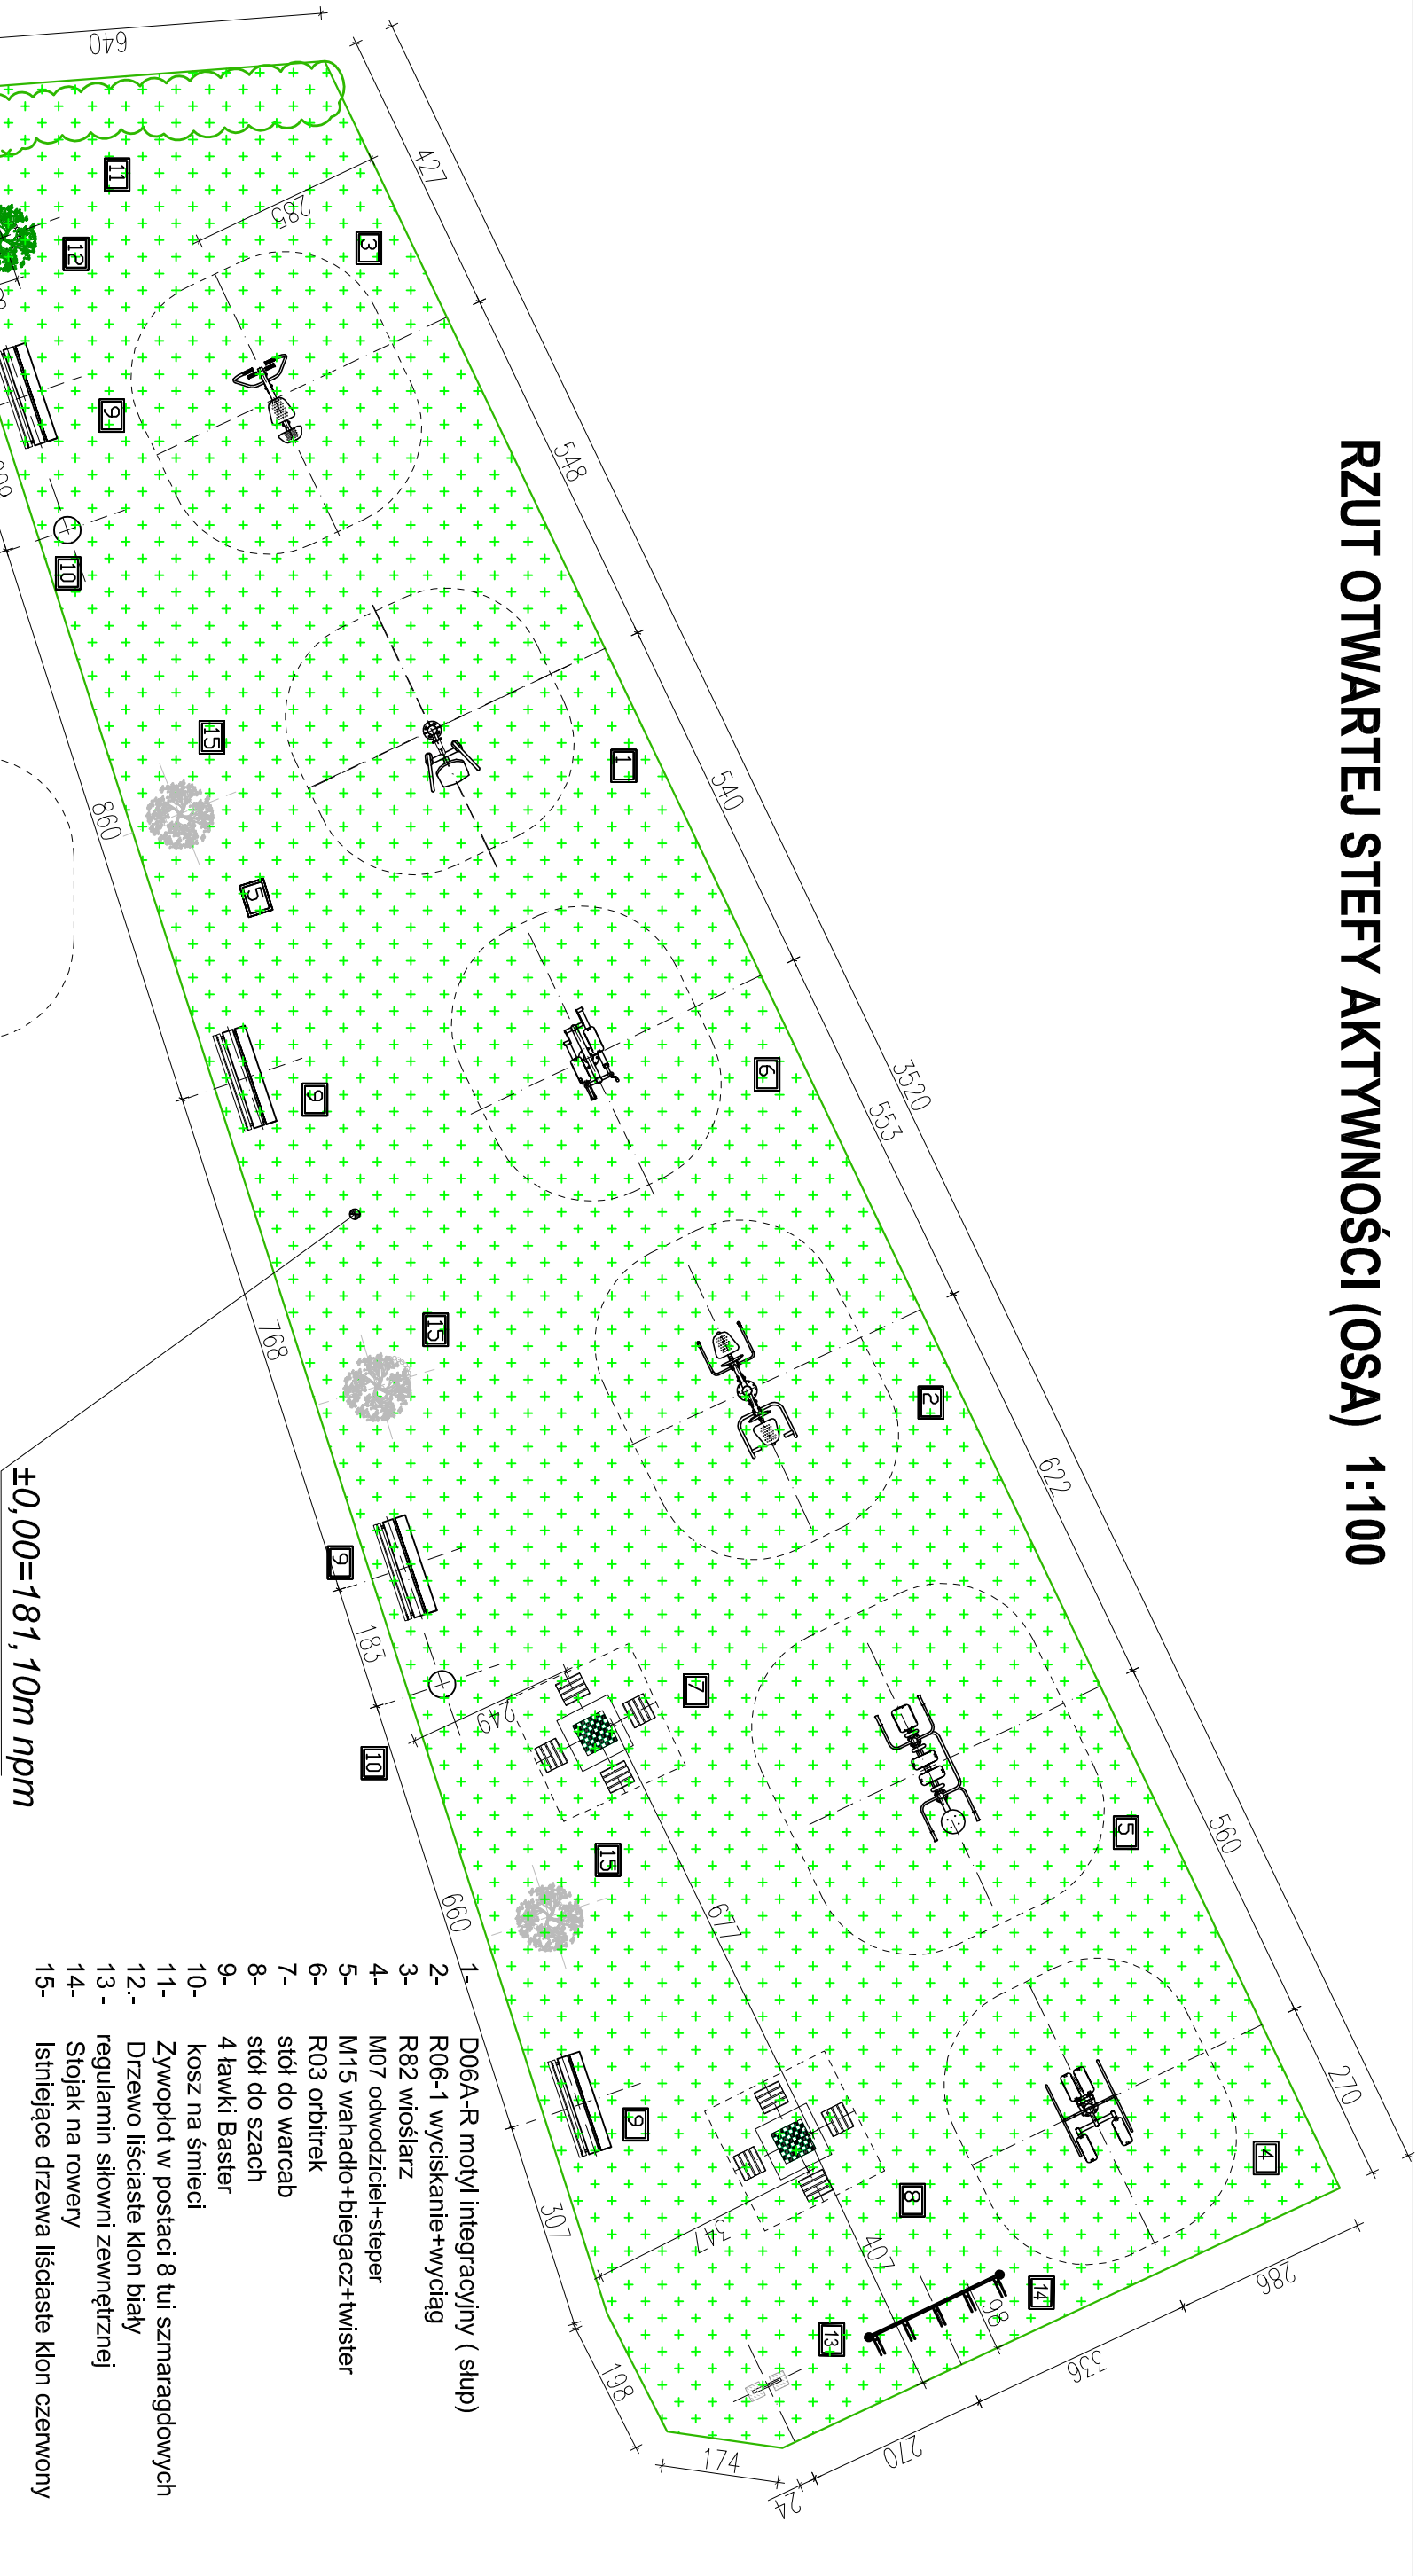 RZUT OTWARTEJ STEFY AKTYWNOŚCI (OSA) 1:100
640
427
548
540
3520
553
622
560
270
285
3
11
12
9
10
1
15
860
5
6
9
15
768
2
9
183
10
249
7
5
15
677
660
9
4
8
307
347
407
98
14
13
286
336
270
24
174
198
±0,00=181,10m npm
1- D06A-R motyl integracyjny ( słup)
2- R06-1 wyciskanie+wyciąg
3- R82 wioślarz
4- M07 odwodziciel+steper
5- M15 wahadło+biegacz+twister
6- R03 orbitrek
7- stół do warcab
8- stół do szach
9- 4 ławki Baster
10- kosz na śmieci
11- Żywopłot w postaci 8 tui szmaragdowych
12.- Drzewo liściaste klon biały
13 - regulamin siłowni zewnętrznej
14- Stojak na rowery
15- Istniejące drzewa liściaste klon czerwony